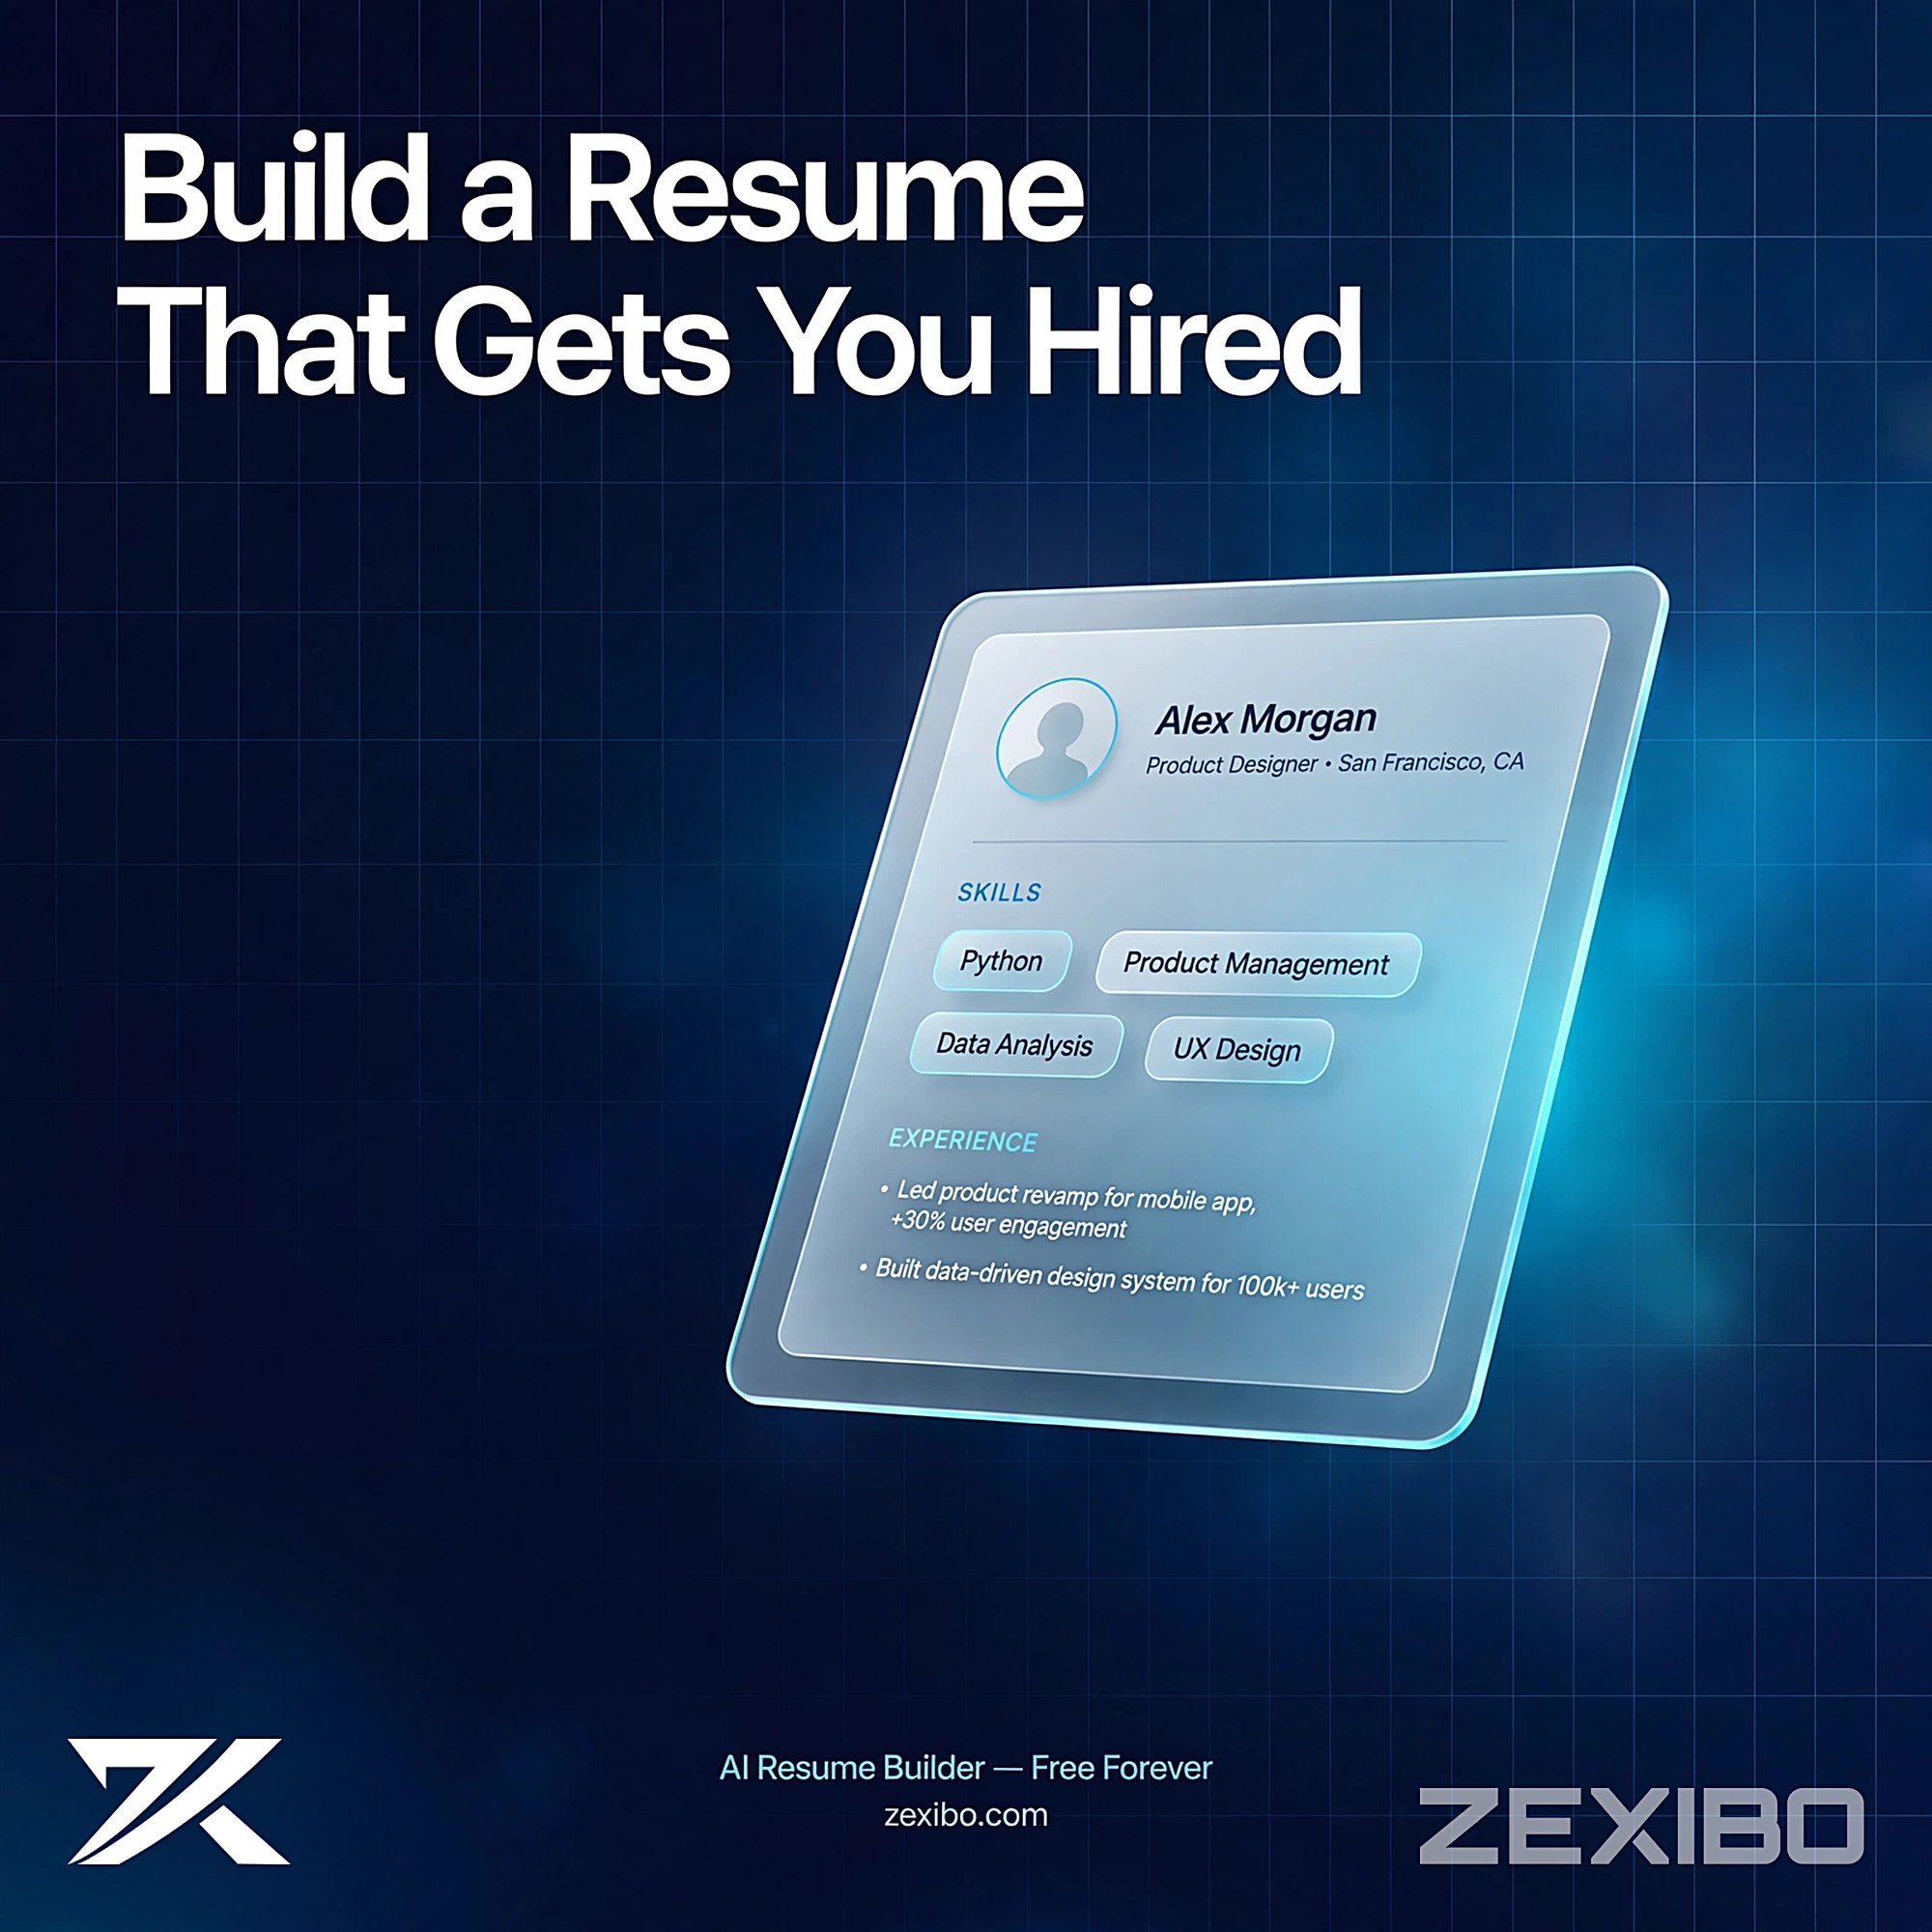 Build a Resume
That Gets You Hired
Alex Morgan
Product Designer • San Francisco, CA
SKILLS
Python
Product Management
Data Analysis
UX Design
EXPERIENCE
• Led product revamp for mobile app,
+30% user engagement
• Built data-driven design system for 100k+ users
AI Resume Builder — Free Forever
zexibo.com
ZEXIBO